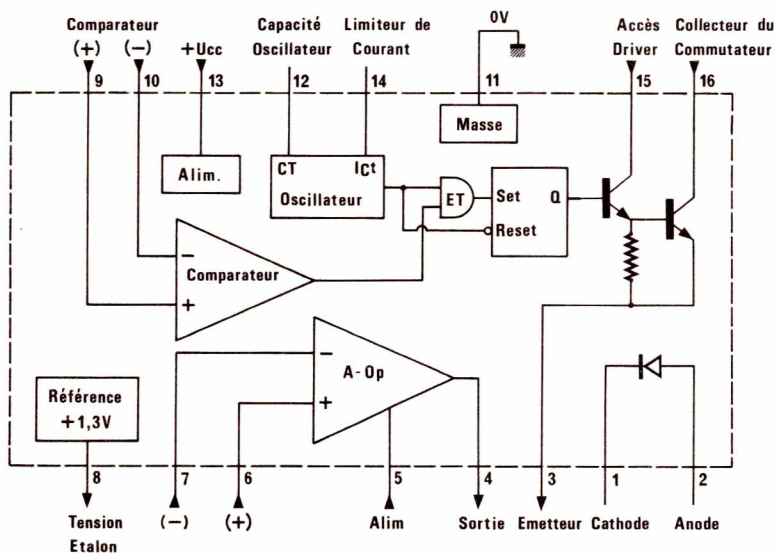 Comparateur
(+) (-)
9 10
+Ucc
13
Capacité
Oscillateur
12
Limiteur de
Courant
14
0V
11
Accès
Driver
15
Collecteur du
Commutateur
16
Masse
Alim.
CT ICt
Oscillateur
ET
Set Q
Reset
-
Comparateur
+
-
A-Op
+
Référence
+1,3V
8
Tension
Etalon
7
(-)
6
(+)
5
Alim
4
Sortie
3
Emetteur
1
Cathode
2
Anode